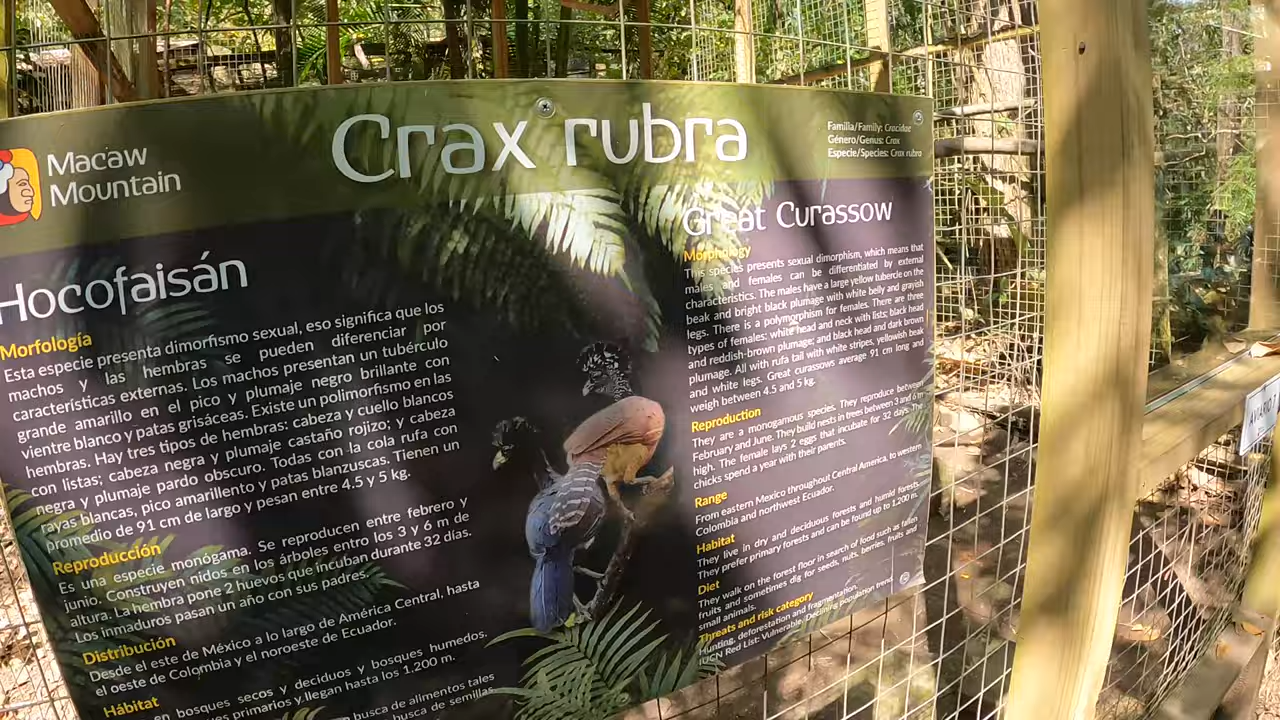 Macaw
Mountain
Crax rubra
Familia/Family: Cracidae
Género/Genus: Crax
Especie/Species: Crax rubra
Hocofaisán
Morfología
Esta especie presenta dimorfismo sexual, eso significa que los
machos y las hembras se pueden diferenciar por
características externas. Los machos presentan un tubérculo
grande amarillo en el pico y plumaje negro brillante con
vientre blanco y patas grisáceas. Existe un polimorfismo en las
hembras. Hay tres tipos de hembras: cabeza y cuello blancos
con listas; cabeza negra y plumaje castaño rojizo; y cabeza
negra y plumaje pardo obscuro. Todas con la cola rufa con
rayas blancas, pico amarillento y patas blanzuscas. Tienen un
promedio de 91 cm de largo y pesan entre 4.5 y 5 kg.
Reproducción
Es una especie monógama. Se reproducen entre febrero y
junio. Construyen nidos en los árboles entre los 3 y 6 m de
altura. La hembra pone 2 huevos que incuban durante 32 días.
Los inmaduros pasan un año con sus padres.
Distribución
Desde el este de México a lo largo de América Central, hasta
el oeste de Colombia y el noroeste de Ecuador.
Hábitat
en bosques secos y deciduos y bosques humedos.
primarios y llegan hasta los 1,200 m.
busca de alimentos tales
busca de semillas
Great Curassow
Morphology
This species presents sexual dimorphism, which means that
males and females can be differentiated by external
characteristics. The males have a large yellow tubercle on the
beak and bright black plumage with white belly and grayish
legs. There is a polymorphism for females. There are three
types of females: white head and neck with lists; black head
and reddish-brown plumage; and black head and dark brown
plumage. All with rufa tail with white stripes, yellowish beak
and white legs. Great curassows average 91 cm long and
weigh between 4.5 and 5 kg.
Reproduction
They are a monogamous species. They reproduce between
February and June. They build nests in trees between 3 and 6 m
high. The female lays 2 eggs that incubate for 32 days. The
chicks spend a year with their parents.
Range
From eastern Mexico throughout Central America, to western
Colombia and northwest Ecuador.
Habitat
They live in dry and deciduous forests and humid forests.
They prefer primary forests and can be found up to 1,200 m.
Diet
They walk on the forest floor in search of food such as fallen
fruits and sometimes dig for seeds, nuts, berries, fruits and
small animals.
Threats and risk category
Hunting, deforestation and fragmentation.
IUCN Red List: Vulnerable. Declining population trend.